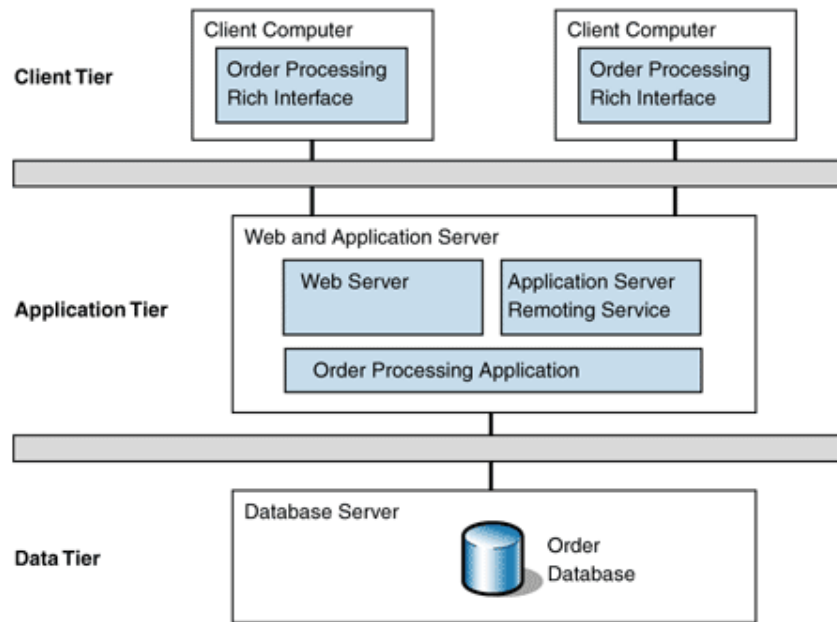 Client Computer
Client Computer
Client Tier
Order Processing
Rich Interface
Order Processing
Rich Interface
Web and Application Server
Web Server
Application Server
Remoting Service
Application Tier
Order Processing Application
Database Server
Data Tier
Order
Database